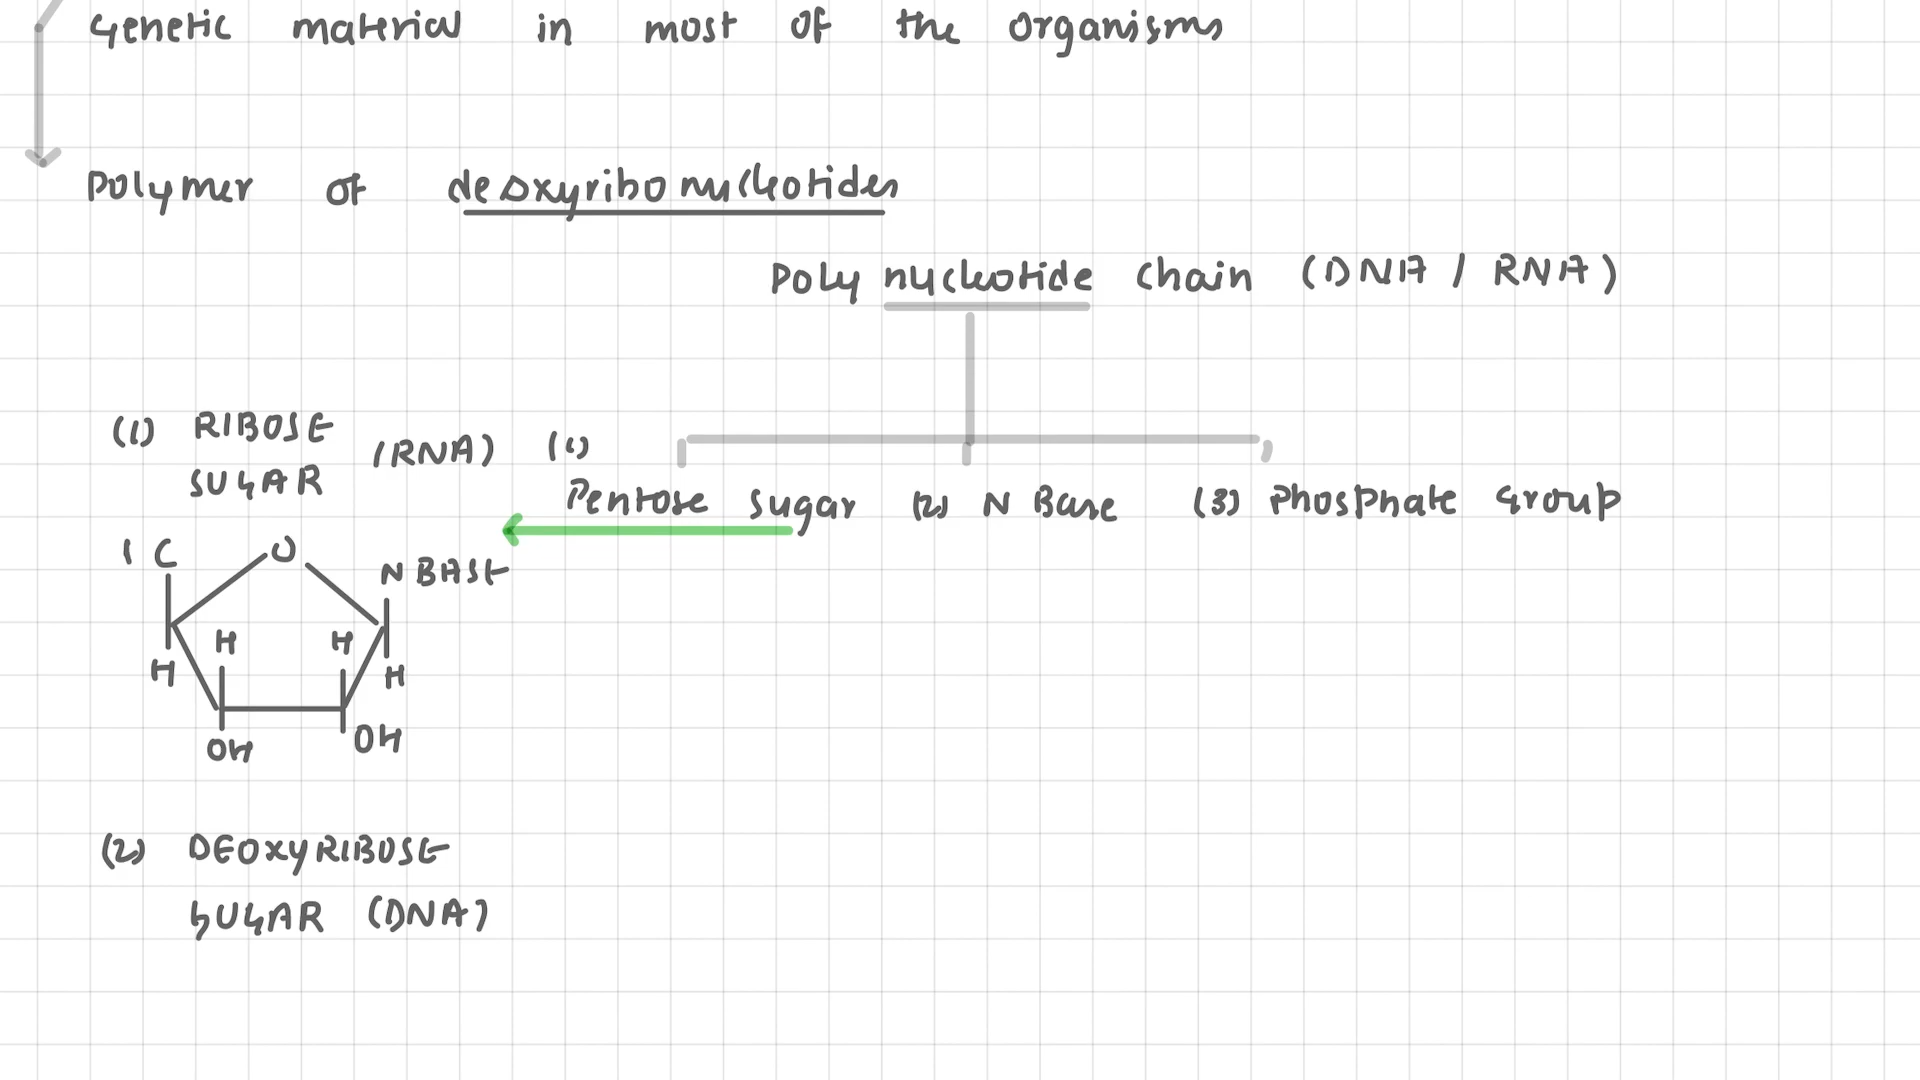 Genetic material in most of the organisms
Polymer of deoxyribonucleotides
Poly nucleotide chain (DNA / RNA)
(1) RIBOSE SUGAR (RNA)
(1) Pentose sugar (2) N Base (3) Phosphate Group
C O N BASE
H H H H
OH OH
(2) DEOXYRIBOSE
SUGAR (DNA)